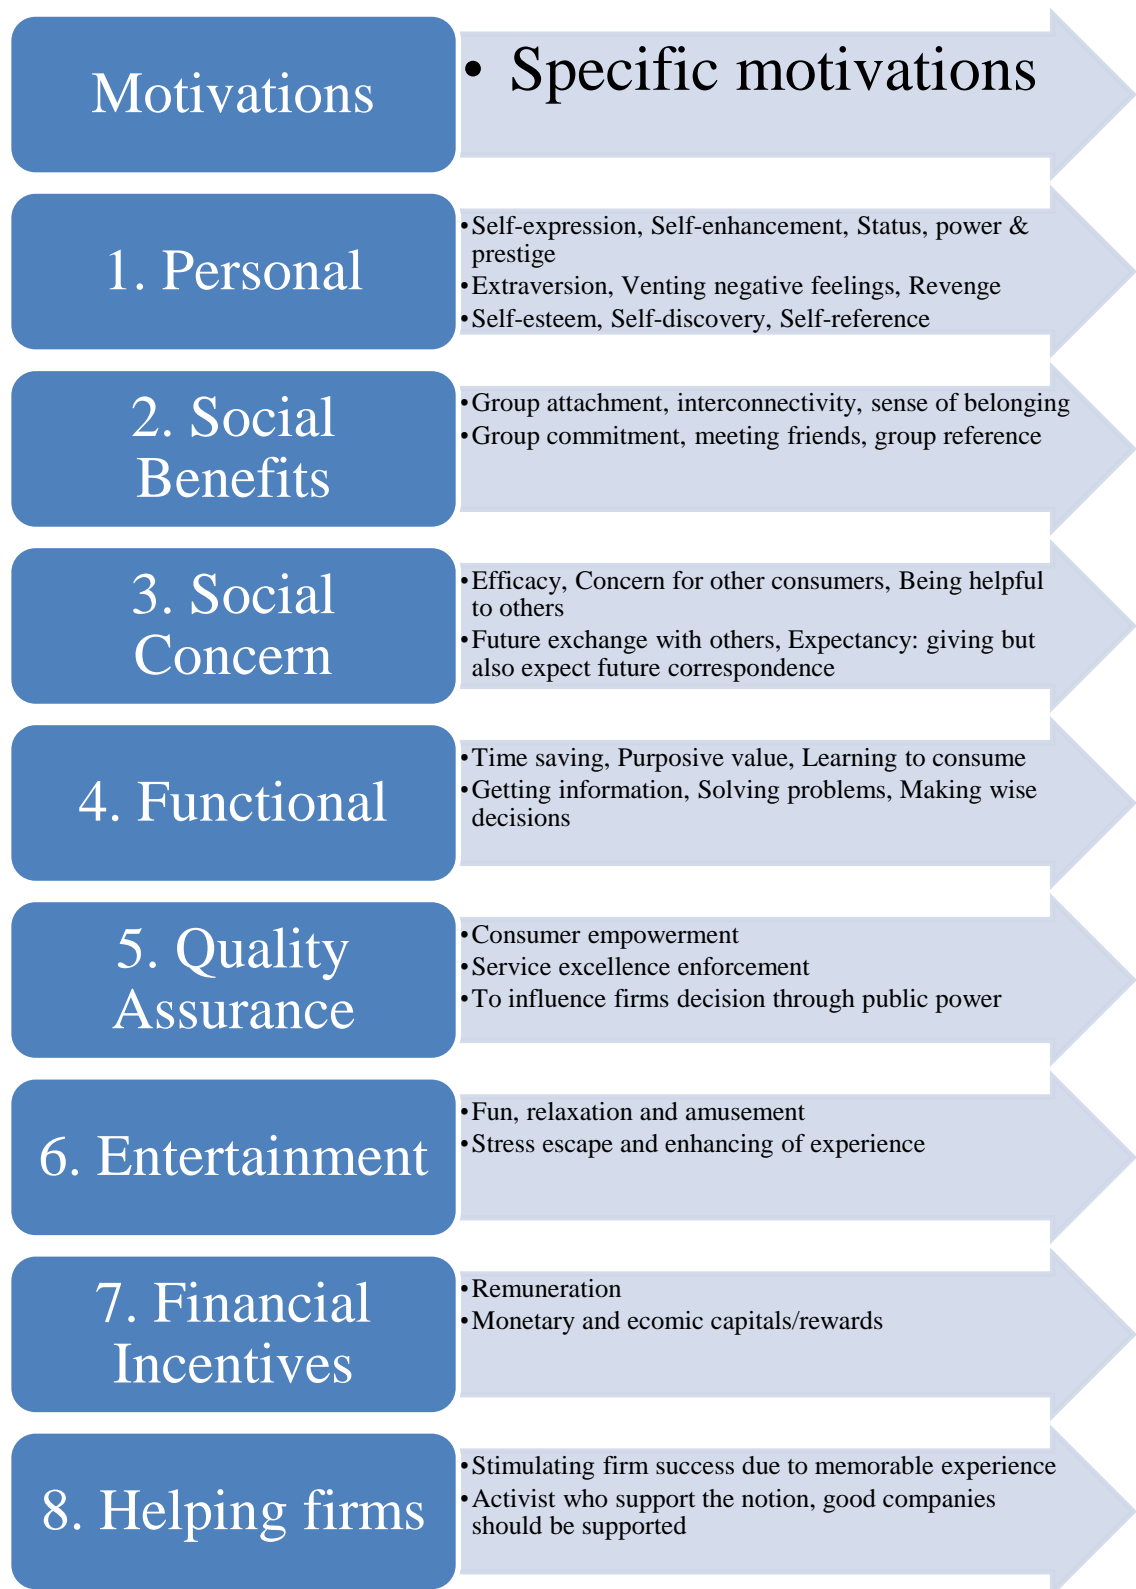 Motivations
• Specific motivations
1. Personal
•Self-expression, Self-enhancement, Status, power &
prestige
•Extraversion, Venting negative feelings, Revenge
•Self-esteem, Self-discovery, Self-reference
2. Social
Benefits
•Group attachment, interconnectivity, sense of belonging
•Group commitment, meeting friends, group reference
3. Social
Concern
•Efficacy, Concern for other consumers, Being helpful
to others
•Future exchange with others, Expectancy: giving but
also expect future correspondence
4. Functional
•Time saving, Purposive value, Learning to consume
•Getting information, Solving problems, Making wise
decisions
5. Quality
Assurance
•Consumer empowerment
•Service excellence enforcement
•To influence firms decision through public power
6. Entertainment
•Fun, relaxation and amusement
•Stress escape and enhancing of experience
7. Financial
Incentives
•Remuneration
•Monetary and ecomic capitals/rewards
8. Helping firms
•Stimulating firm success due to memorable experience
•Activist who support the notion, good companies
should be supported